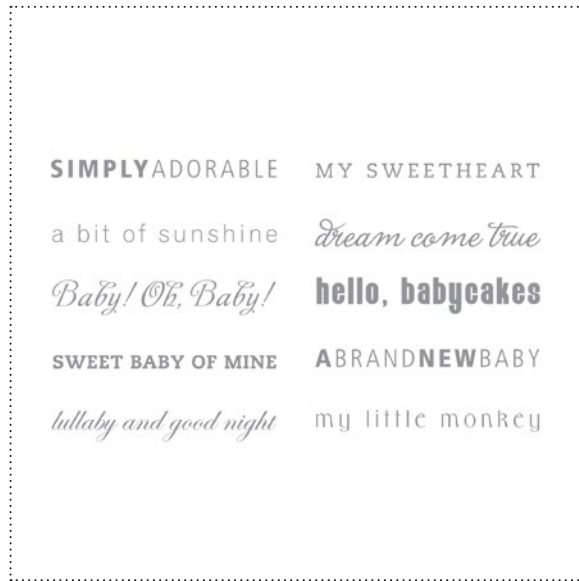 SIMPLYADORABLE
a bit of sunshine
Baby! Oh, Baby!
SWEET BABY OF MINE
lullaby and good night
MY SWEETHEART
dream come true
hello, babycakes
ABRANDNEWBABY
my little monkey